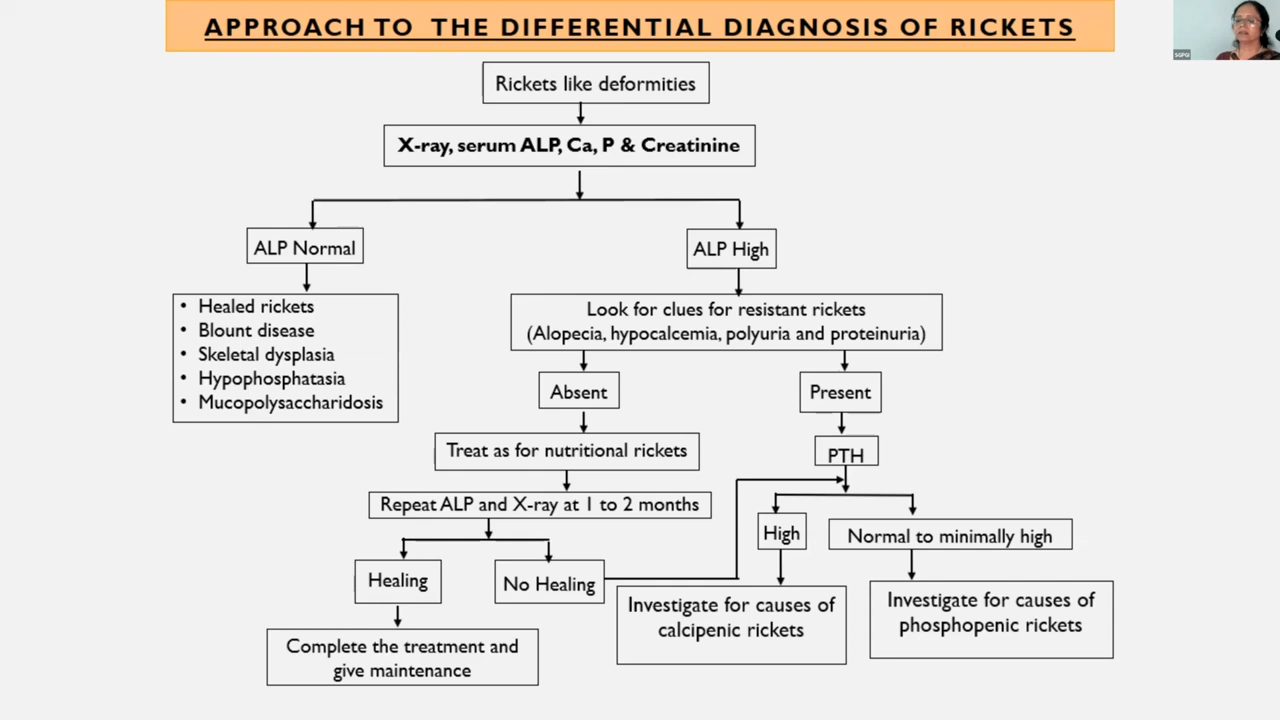 APPROACH TO THE DIFFERENTIAL DIAGNOSIS OF RICKETS
SGPGI
Rickets like deformities
X-ray, serum ALP, Ca, P & Creatinine
ALP Normal
ALP High
• Healed rickets
• Blount disease
• Skeletal dysplasia
• Hypophosphatasia
• Mucopolysaccharidosis
Look for clues for resistant rickets
(Alopecia, hypocalcemia, polyuria and proteinuria)
Absent
Present
Treat as for nutritional rickets
PTH
Repeat ALP and X-ray at 1 to 2 months
High
Normal to minimally high
Healing
No Healing
Investigate for causes of
calcipenic rickets
Investigate for causes of
phosphopenic rickets
Complete the treatment and
give maintenance